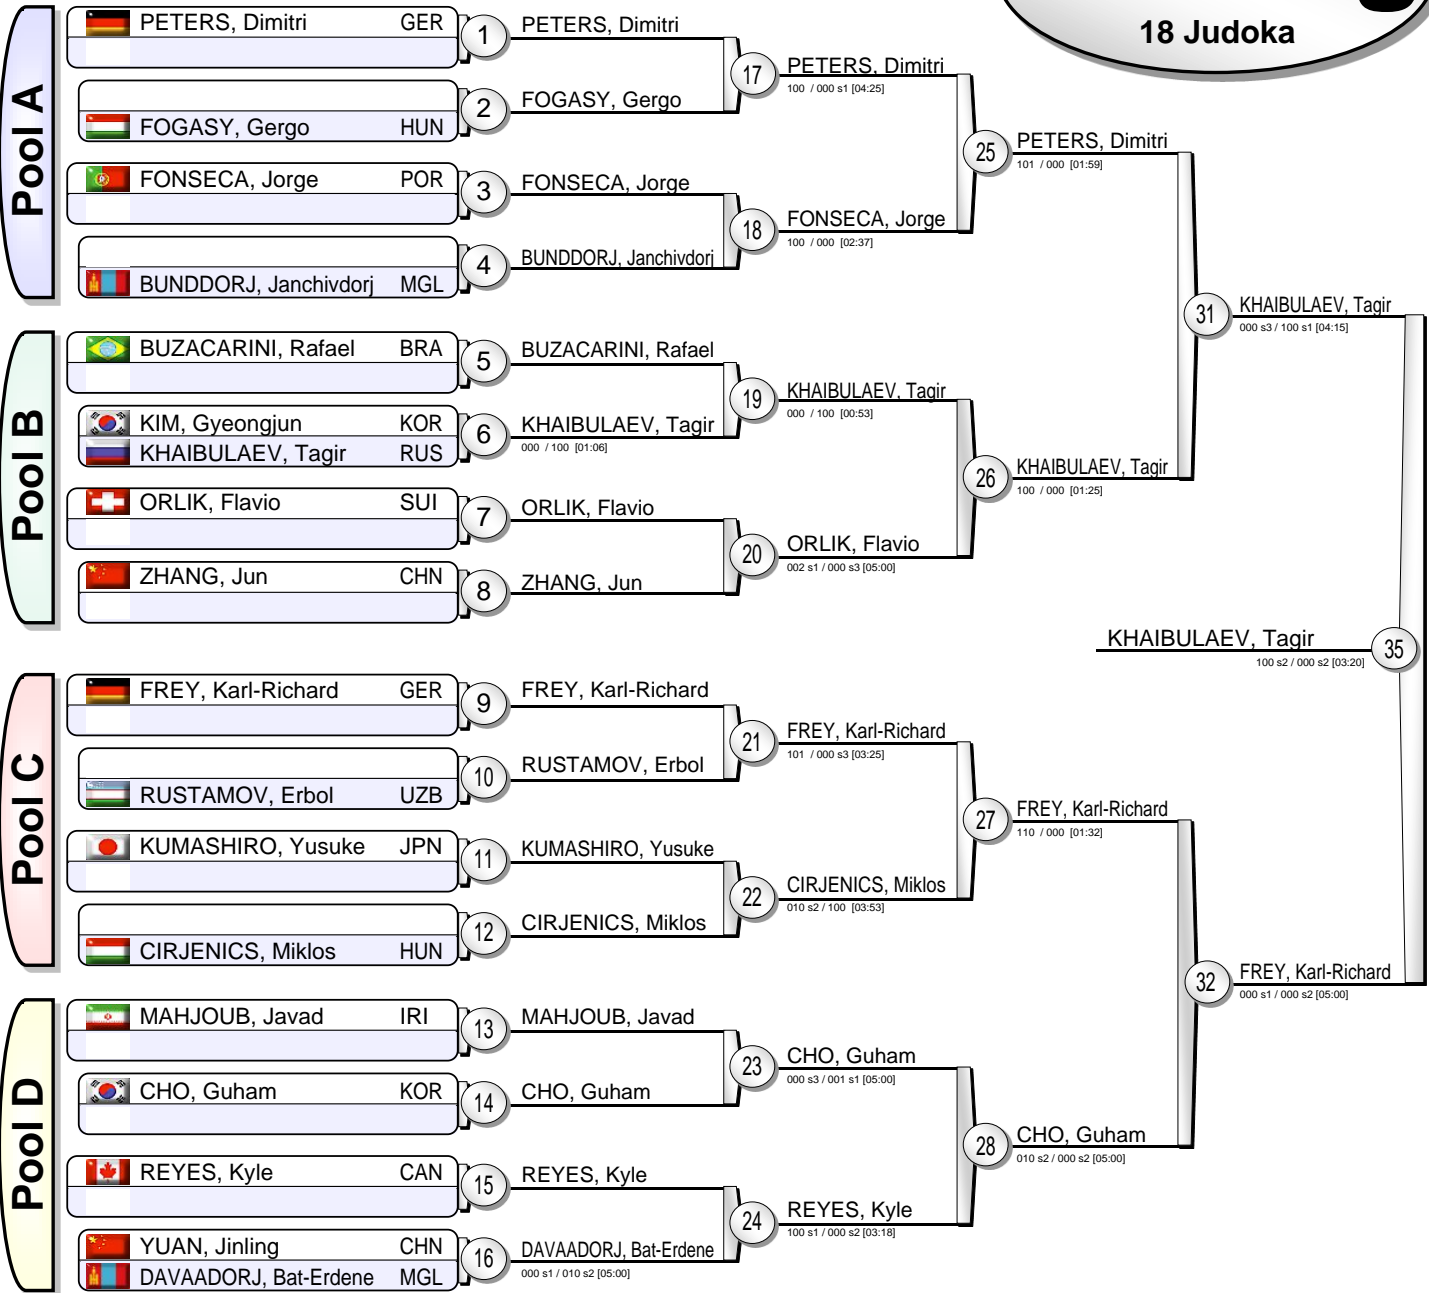 18 Judoka
Pool A
PETERS, Dimitri GER
1
PETERS, Dimitri
FOGASY, Gergo HUN
2
FOGASY, Gergo
17
PETERS, Dimitri
100 / 000 s1 [04:25]
FONSECA, Jorge POR
3
FONSECA, Jorge
BUNDDORJ, Janchivdorj MGL
4
BUNDDORJ, Janchivdorj
18
FONSECA, Jorge
100 / 000 [02:37]
25
PETERS, Dimitri
101 / 000 [01:59]
Pool B
BUZACARINI, Rafael BRA
5
BUZACARINI, Rafael
KIM, Gyeongjun KOR
KHAIBULAEV, Tagir RUS
6
KHAIBULAEV, Tagir
000 / 100 [01:06]
19
KHAIBULAEV, Tagir
000 / 100 [00:53]
ORLIK, Flavio SUI
7
ORLIK, Flavio
ZHANG, Jun CHN
8
ZHANG, Jun
20
ORLIK, Flavio
002 s1 / 000 s3 [05:00]
26
KHAIBULAEV, Tagir
100 / 000 [01:25]
31
KHAIBULAEV, Tagir
000 s3 / 100 s1 [04:15]
KHAIBULAEV, Tagir
100 s2 / 000 s2 [03:20]
35
Pool C
FREY, Karl-Richard GER
9
FREY, Karl-Richard
RUSTAMOV, Erbol UZB
10
RUSTAMOV, Erbol
21
FREY, Karl-Richard
101 / 000 s3 [03:25]
KUMASHIRO, Yusuke JPN
11
KUMASHIRO, Yusuke
CIRJENICS, Miklos HUN
12
CIRJENICS, Miklos
22
CIRJENICS, Miklos
010 s2 / 100 [03:53]
27
FREY, Karl-Richard
110 / 000 [01:32]
Pool D
MAHJOUB, Javad IRI
13
MAHJOUB, Javad
CHO, Guham KOR
14
CHO, Guham
23
CHO, Guham
000 s3 / 001 s1 [05:00]
REYES, Kyle CAN
15
REYES, Kyle
YUAN, Jinling CHN
DAVAADORJ, Bat-Erdene MGL
16
DAVAADORJ, Bat-Erdene
000 s1 / 010 s2 [05:00]
24
REYES, Kyle
100 s1 / 000 s2 [03:18]
28
CHO, Guham
010 s2 / 000 s2 [05:00]
32
FREY, Karl-Richard
000 s1 / 000 s2 [05:00]